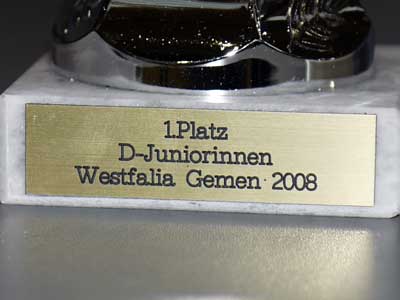 1.Platz
D-Juniorinnen
Westfalia Gemen 2008